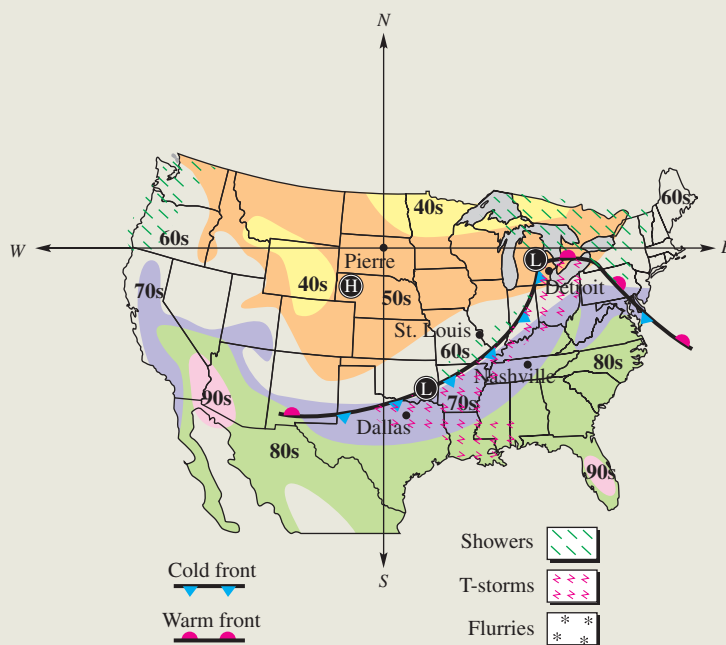 N
60s
40s
60s
W
Pierre
L
E
H
Detroit
70s
40s
50s
St. Louis
60s
80s
Nashville
L
90s
70s
Dallas
80s
90s
Showers
Cold front
S
T-storms
Warm front
Flurries